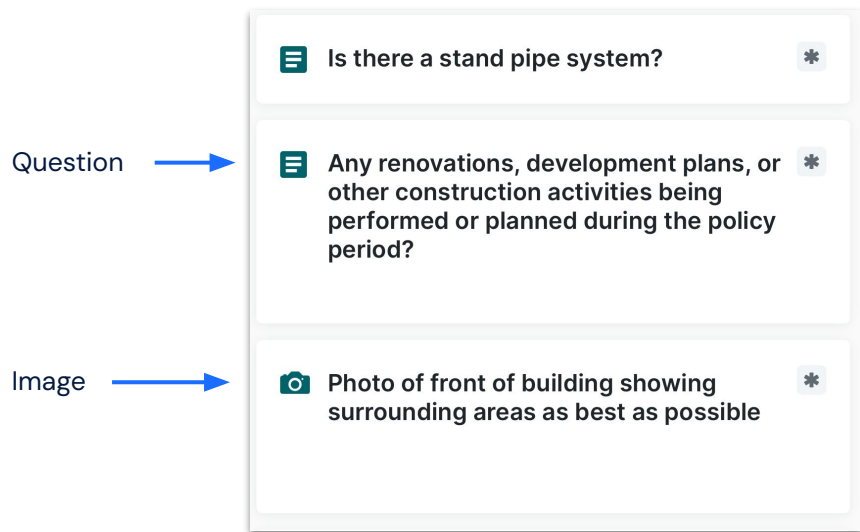 Is there a stand pipe system?
*
Question
Any renovations, development plans, or
*
other construction activities being
performed or planned during the policy
period?
Image
Photo of front of building showing
*
surrounding areas as best as possible